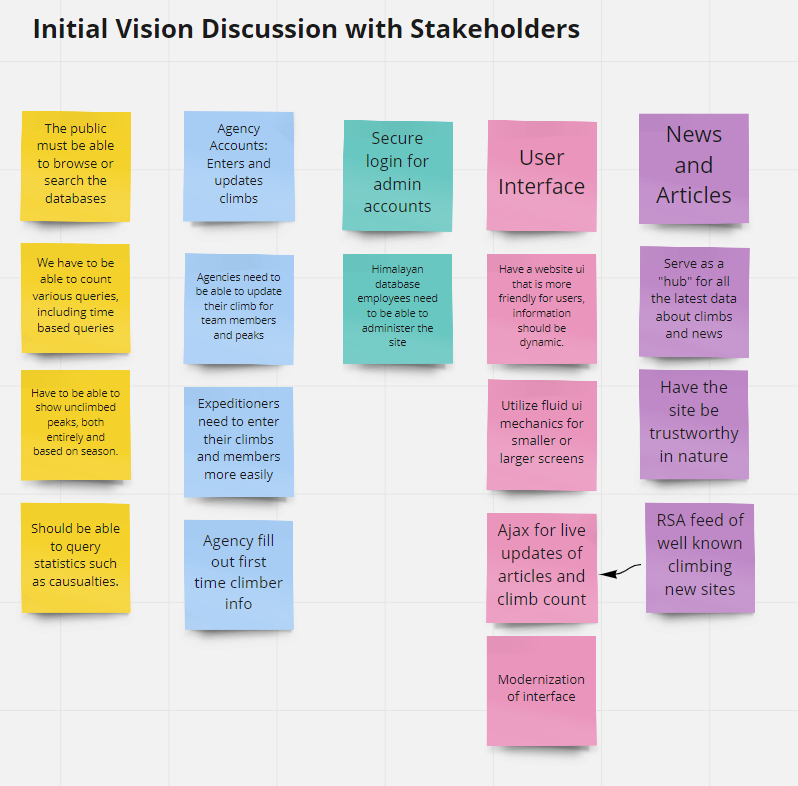 Initial Vision Discussion with Stakeholders
The public
must be able
to browse or
search the
databases
We have to be
able to count
various queries,
including time
based queries
Have to be able to
show unclimbed
peaks, both
entirely and
based on season.
Should be able
to query
statistics such
as causualties.
Agency
Accounts:
Enters and
updates
climbs
Agencies need to
be able to update
their climb for
team members
and peaks
Expeditioners
need to enter
their climbs
and members
more easily
Agency fill
out first
time climber
info
Secure
login for
admin
accounts
Himalayan
database
employees need
to be able to
administer the
site
User
Interface
Have a website ui
that is more
friendly for users,
information
should be
dynamic.
Utilize fluid ui
mechanics for
smaller or
larger screens
Ajax for live
updates of
articles and
climb count
Modernization
of interface
News
and
Articles
Serve as a
"hub" for all
the latest data
about climbs
and news
Have the
site be
trustworthy
in nature
RSA feed of
well known
climbing
new sites